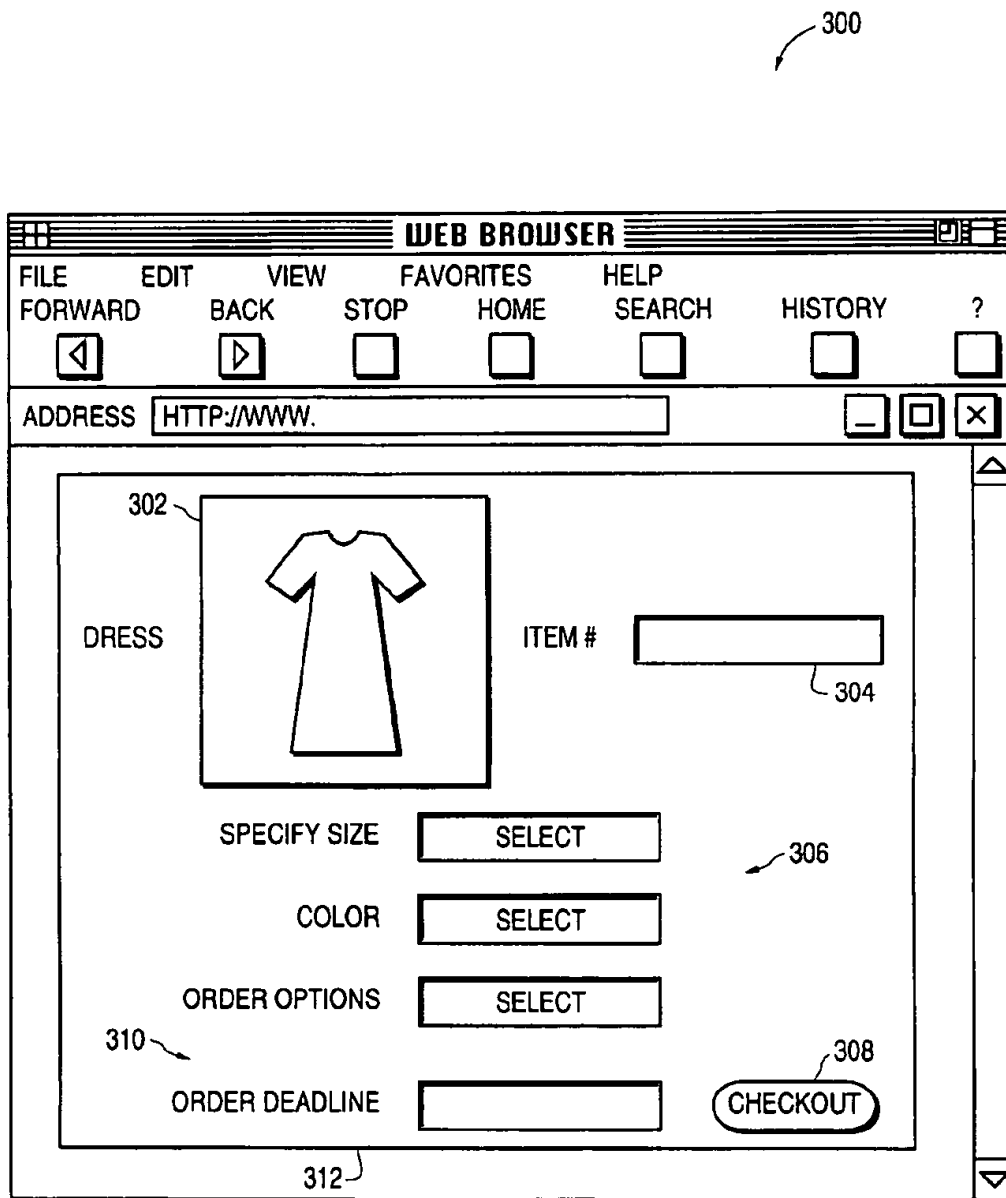 300
WEB BROWSER
FILE EDIT VIEW FAVORITES HELP
FORWARD BACK STOP HOME SEARCH HISTORY ?
ADDRESS HTTP://WWW.
302
DRESS ITEM #
304
SPECIFY SIZE SELECT
306
COLOR SELECT
ORDER OPTIONS SELECT
310
308
ORDER DEADLINE CHECKOUT
312